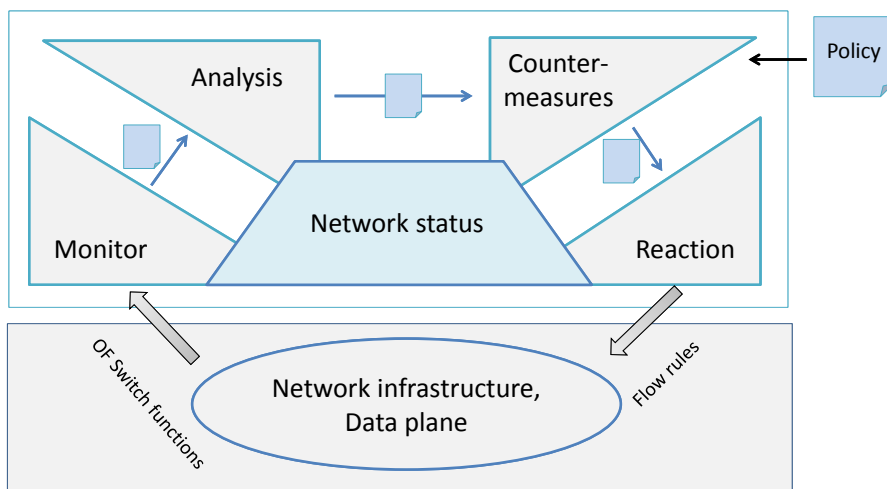 Analysis
Counter-
measures
Policy
Monitor
Network status
Reaction
OF Switch functions
Network infrastructure,
Data plane
Flow rules